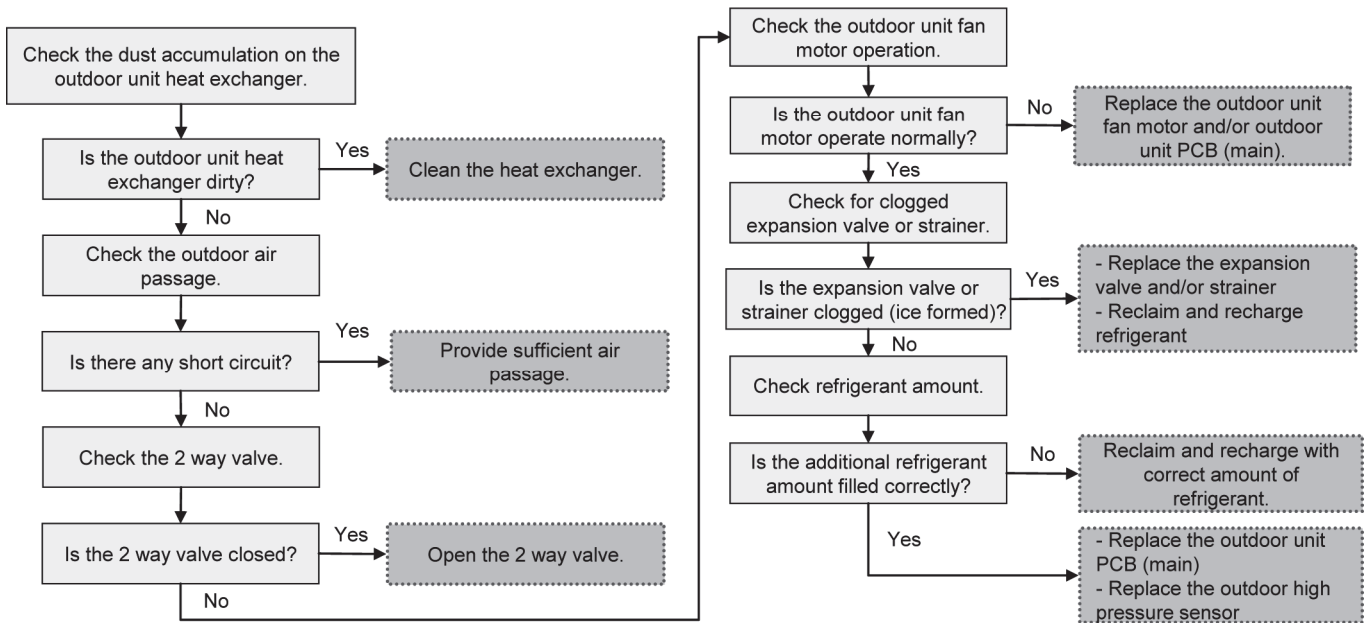 Check the dust accumulation on the
outdoor unit heat exchanger.
Is the outdoor unit heat
exchanger dirty?
Yes
Clean the heat exchanger.
No
Check the outdoor air
passage.
Is there any short circuit?
Yes
Provide sufficient air
passage.
No
Check the 2 way valve.
Is the 2 way valve closed?
Yes
Open the 2 way valve.
No
Check the outdoor unit fan
motor operation.
Is the outdoor unit fan
motor operate normally?
No
Replace the outdoor unit
fan motor and/or outdoor
unit PCB (main).
Yes
Check for clogged
expansion valve or strainer.
Is the expansion valve or
strainer clogged (ice formed)?
Yes
- Replace the expansion
valve and/or strainer
- Reclaim and recharge
refrigerant
No
Check refrigerant amount.
Is the additional refrigerant
amount filled correctly?
No
Reclaim and recharge with
correct amount of
refrigerant.
Yes
- Replace the outdoor unit
PCB (main)
- Replace the outdoor high
pressure sensor